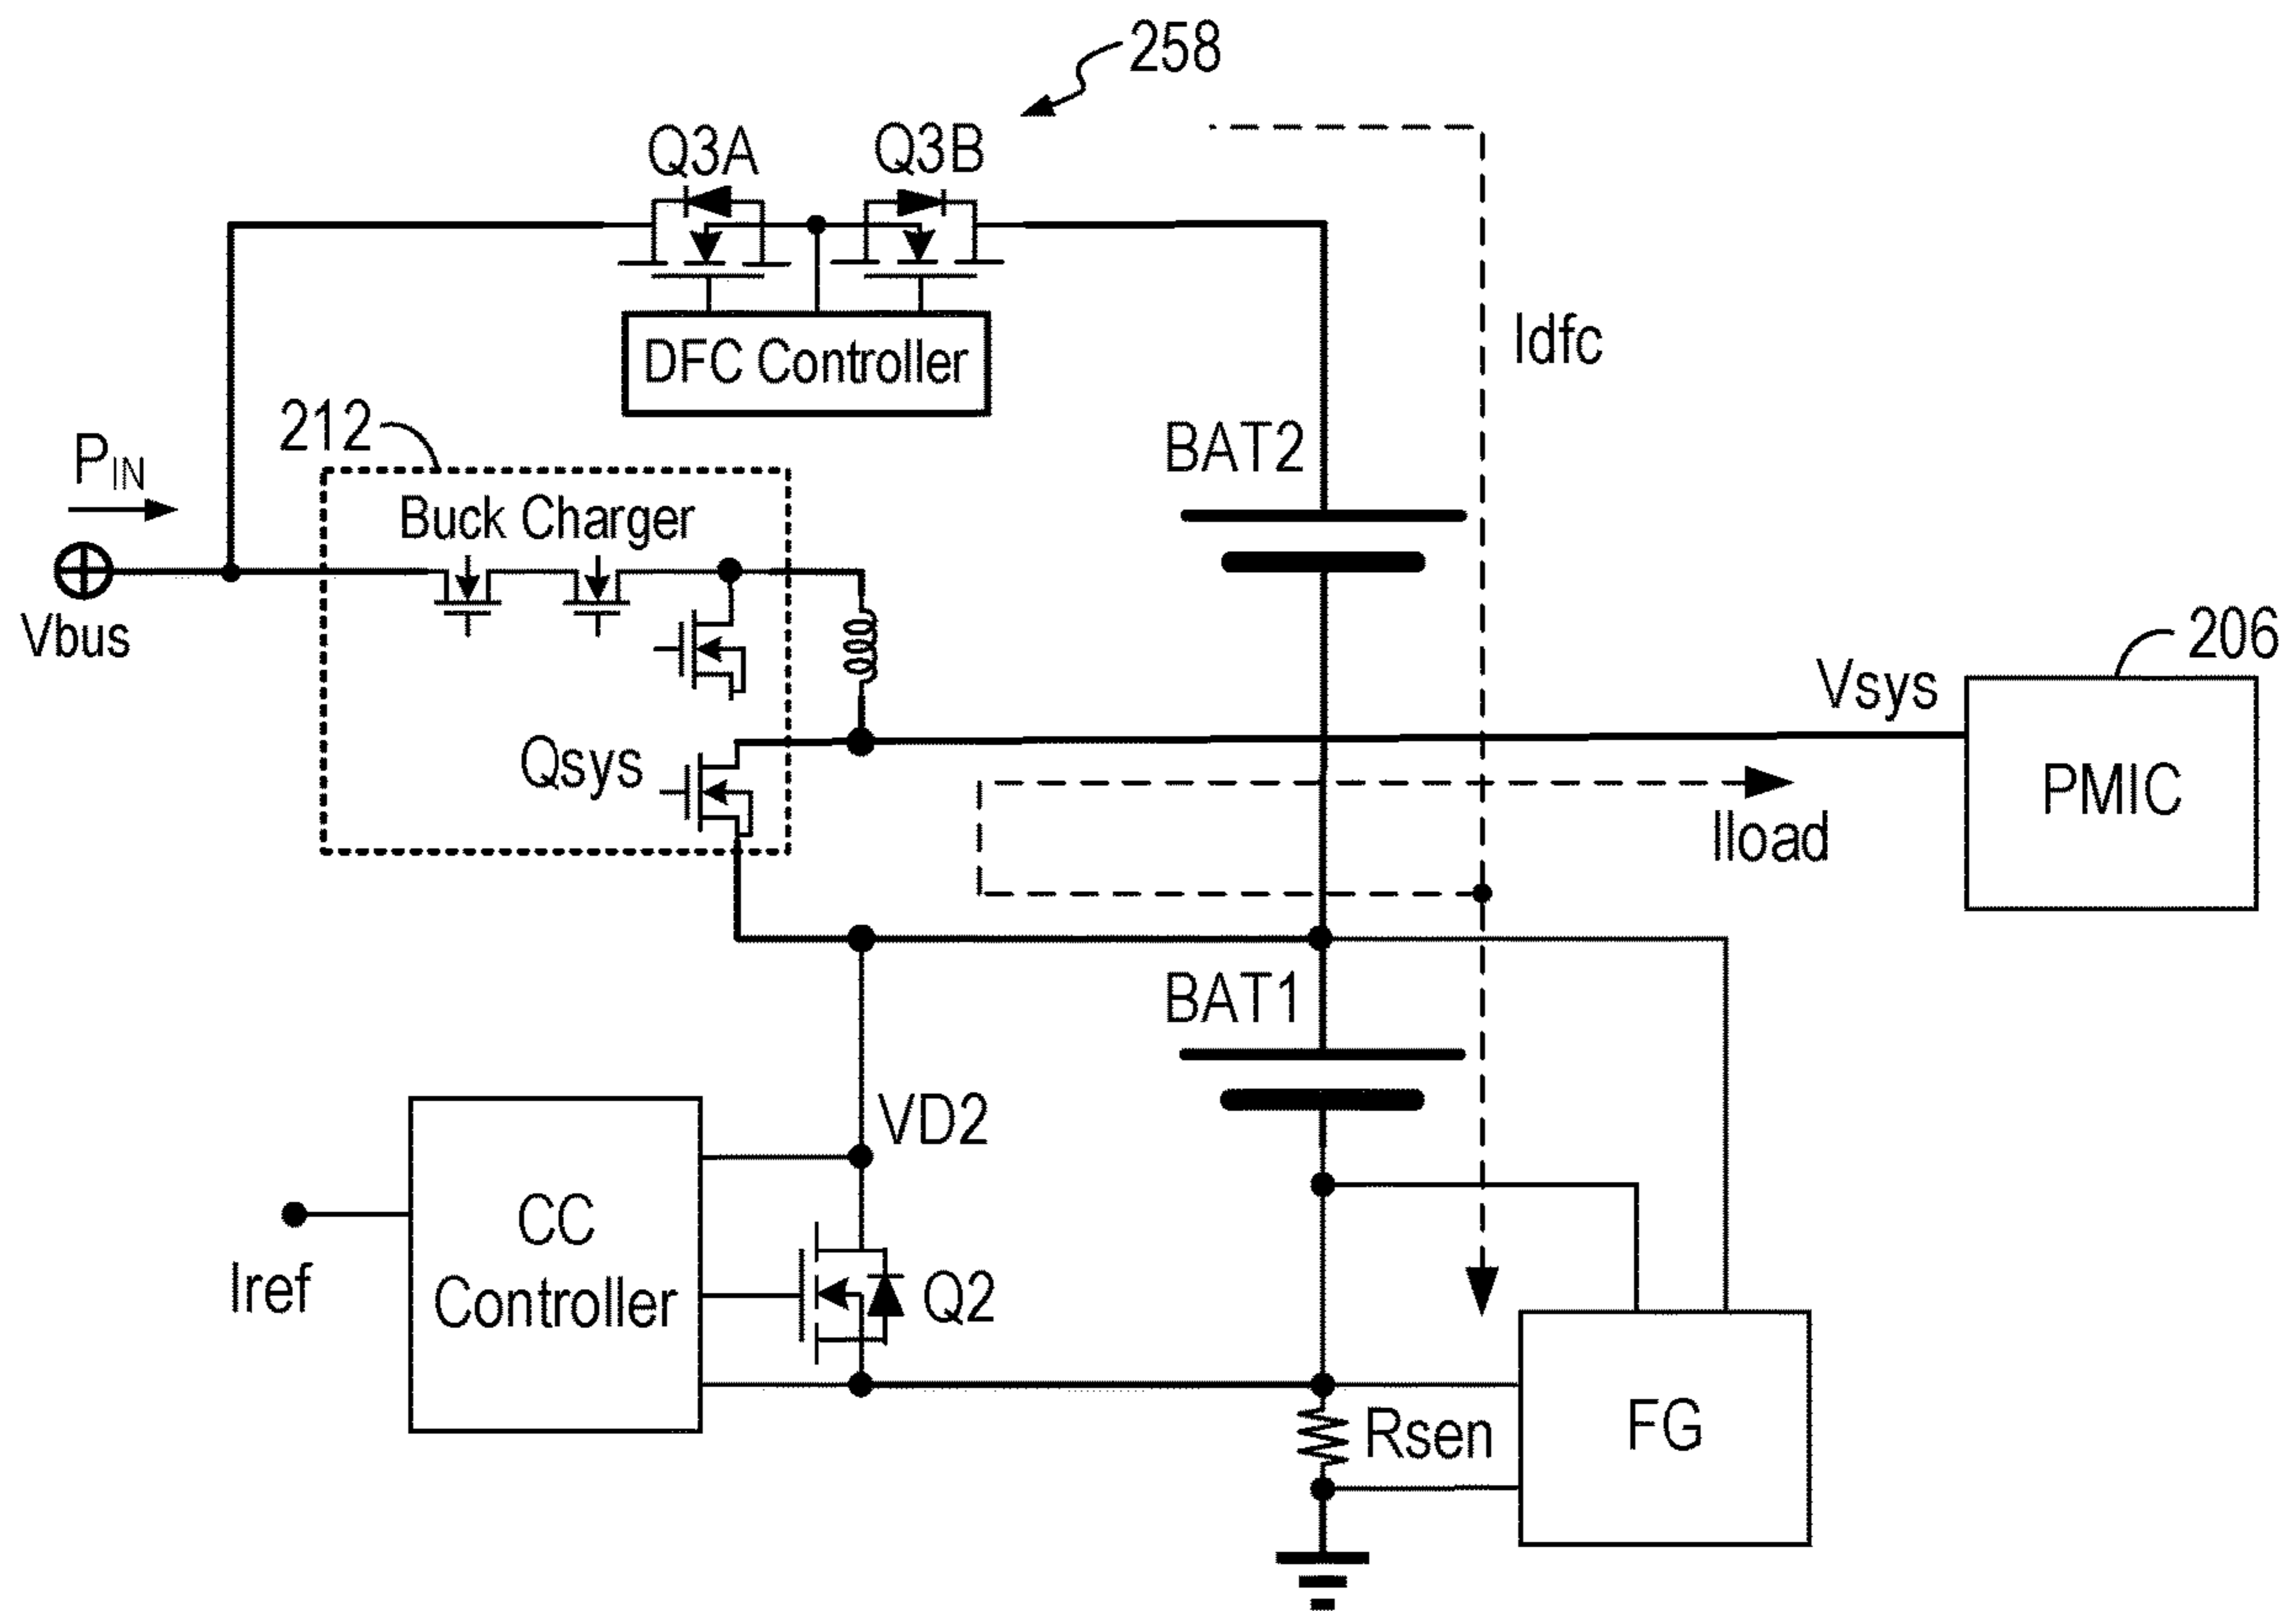 258
Q3A
Q3B
DFC Controller
Idfc
212
PIN
Buck Charger
BAT2
Vbus
206
Vsys
Qsys
PMIC
Iload
BAT1
VD2
CC
Controller
Iref
Q2
Rsen
FG